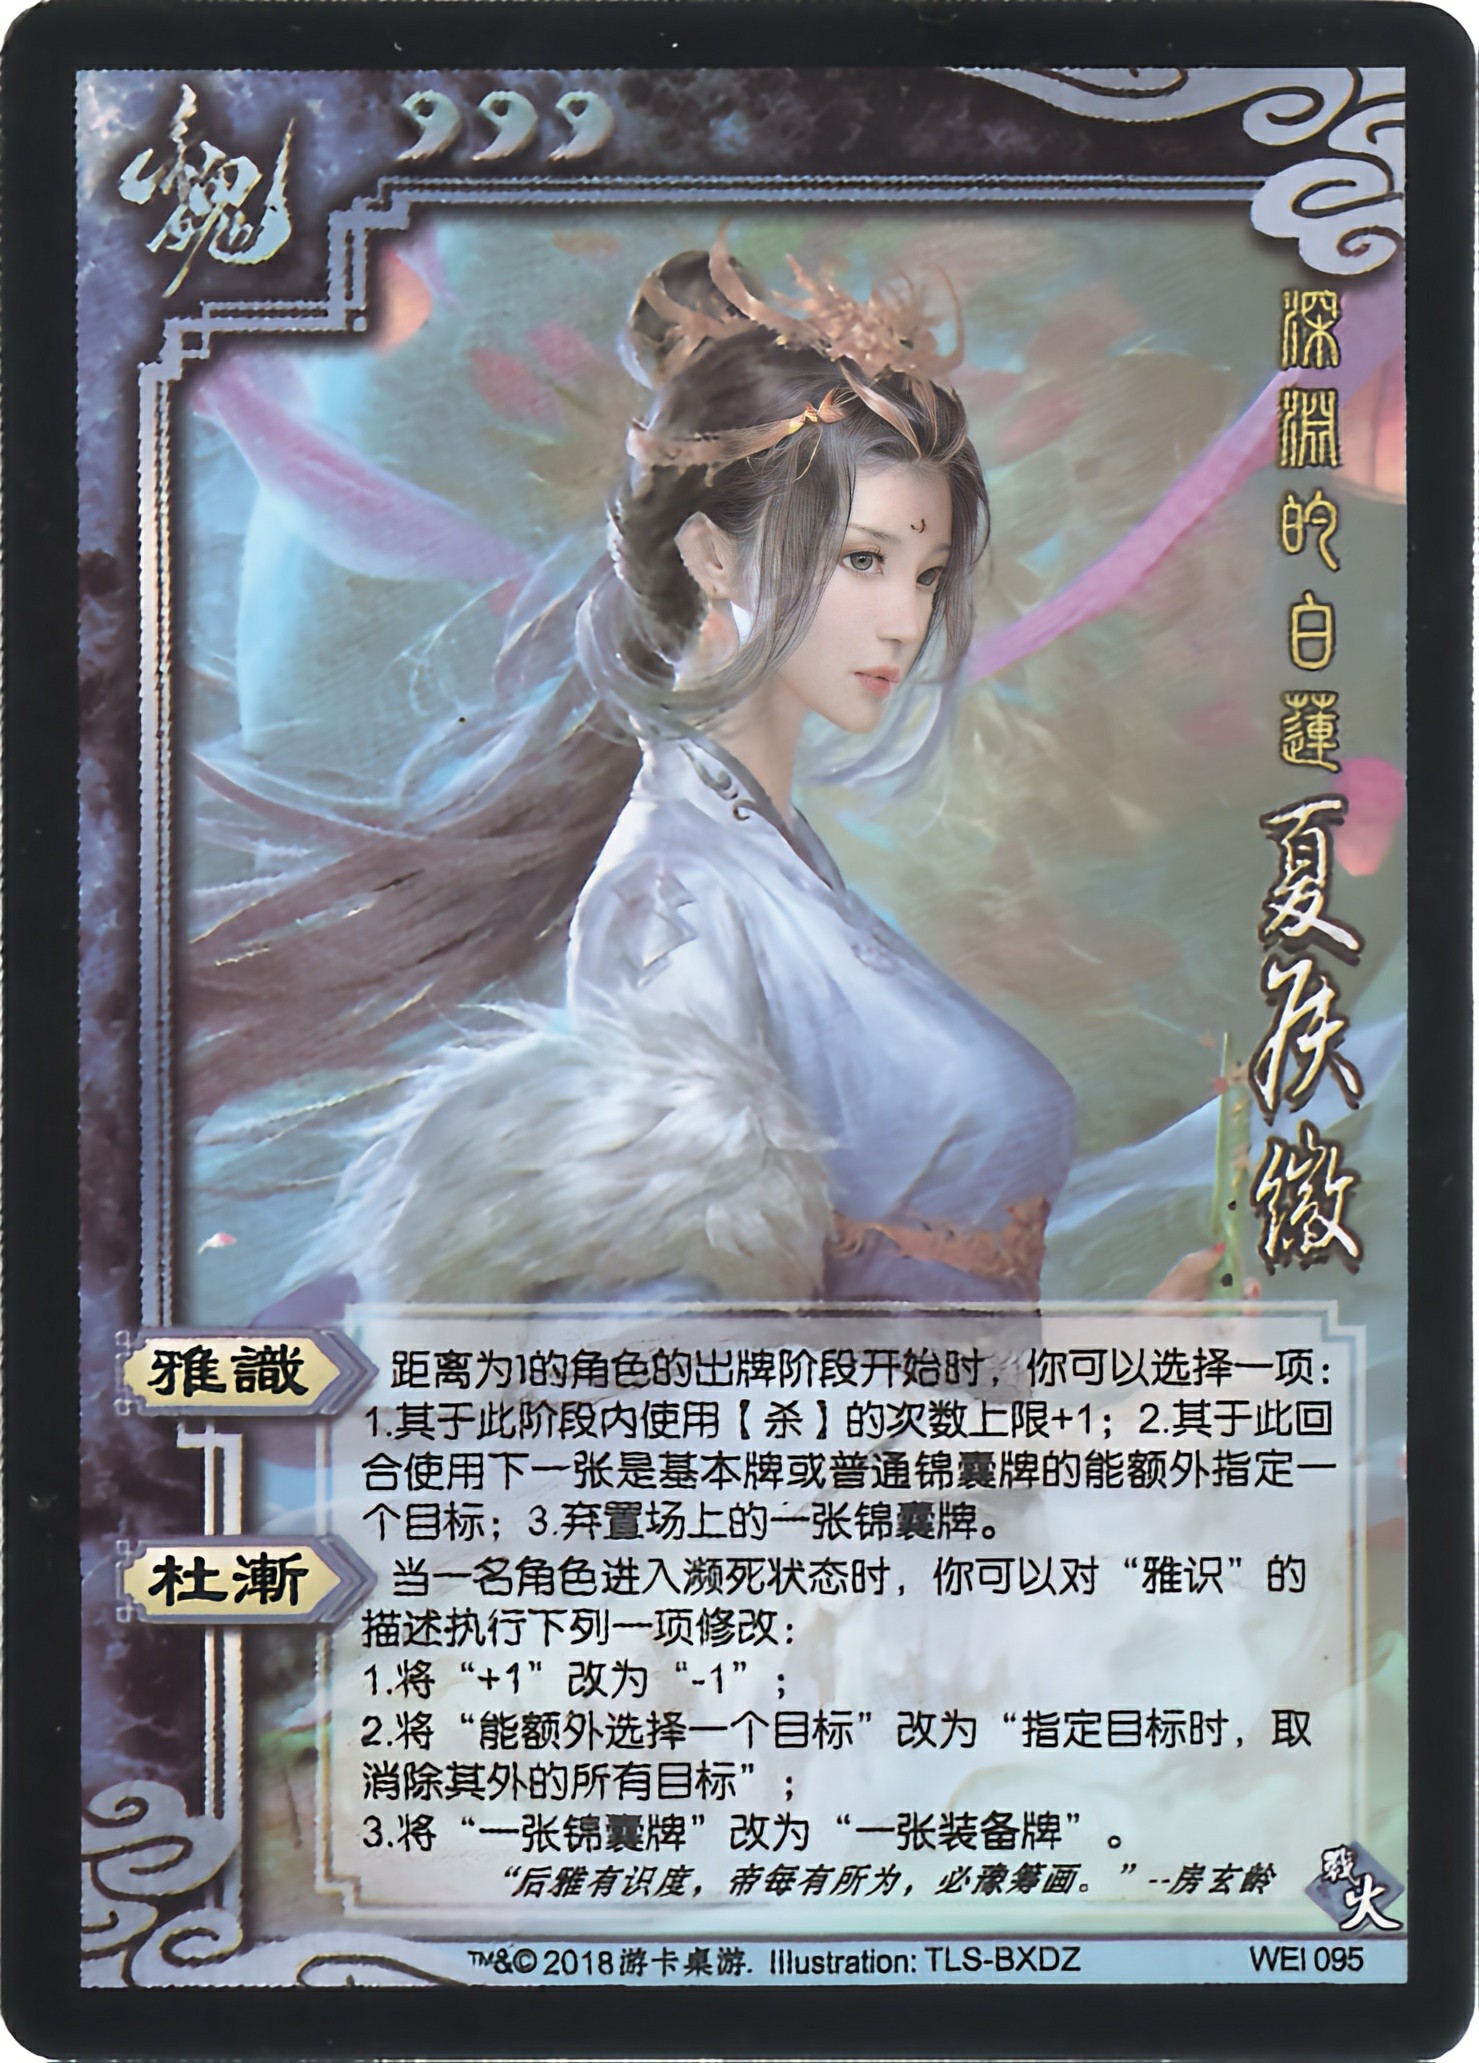 魏
深淵的白蓮
夏侯徽
雅識
距离为1的角色的出牌阶段开始时，你可以选择一项：
1.其于此阶段内使用【杀】的次数上限+1；2.其于此回
合使用下一张是基本牌或普通锦囊牌的能额外指定一
个目标；3.弃置场上的一张锦囊牌。
杜漸
当一名角色进入濒死状态时，你可以对“雅识”的
描述执行下列一项修改：
1.将“+1”改为“-1”；
2.将“能额外选择一个目标”改为“指定目标时，取
消除其外的所有目标”；
3.将“一张锦囊牌”改为“一张装备牌”。
“后雅有识度，帝每有所为，必豫筹画。”--房玄龄
戰火
™&© 2018游卡桌游. Illustration: TLS-BXDZ
WEI 095